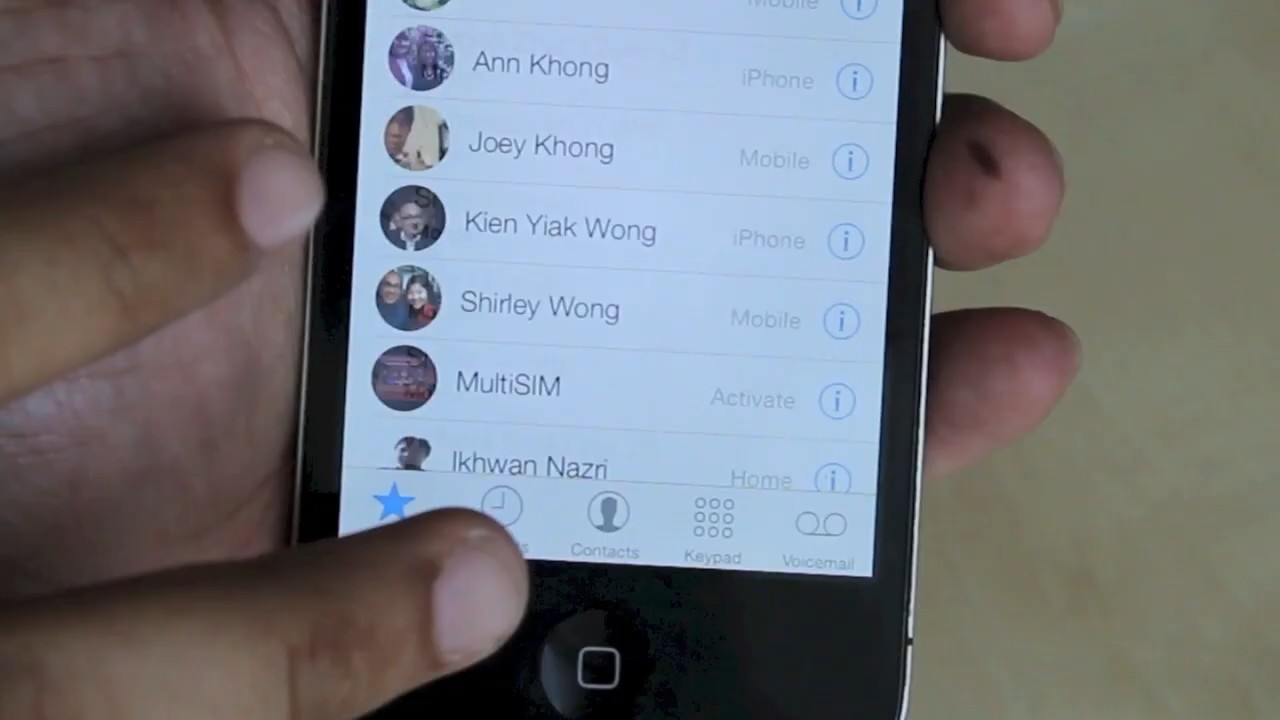 Mobile
Ann Khong iPhone
Joey Khong Mobile
Kien Yiak Wong iPhone
Shirley Wong Mobile
MultiSIM Activate
Ikhwan Nazri Home
Contacts Keypad Voicemail